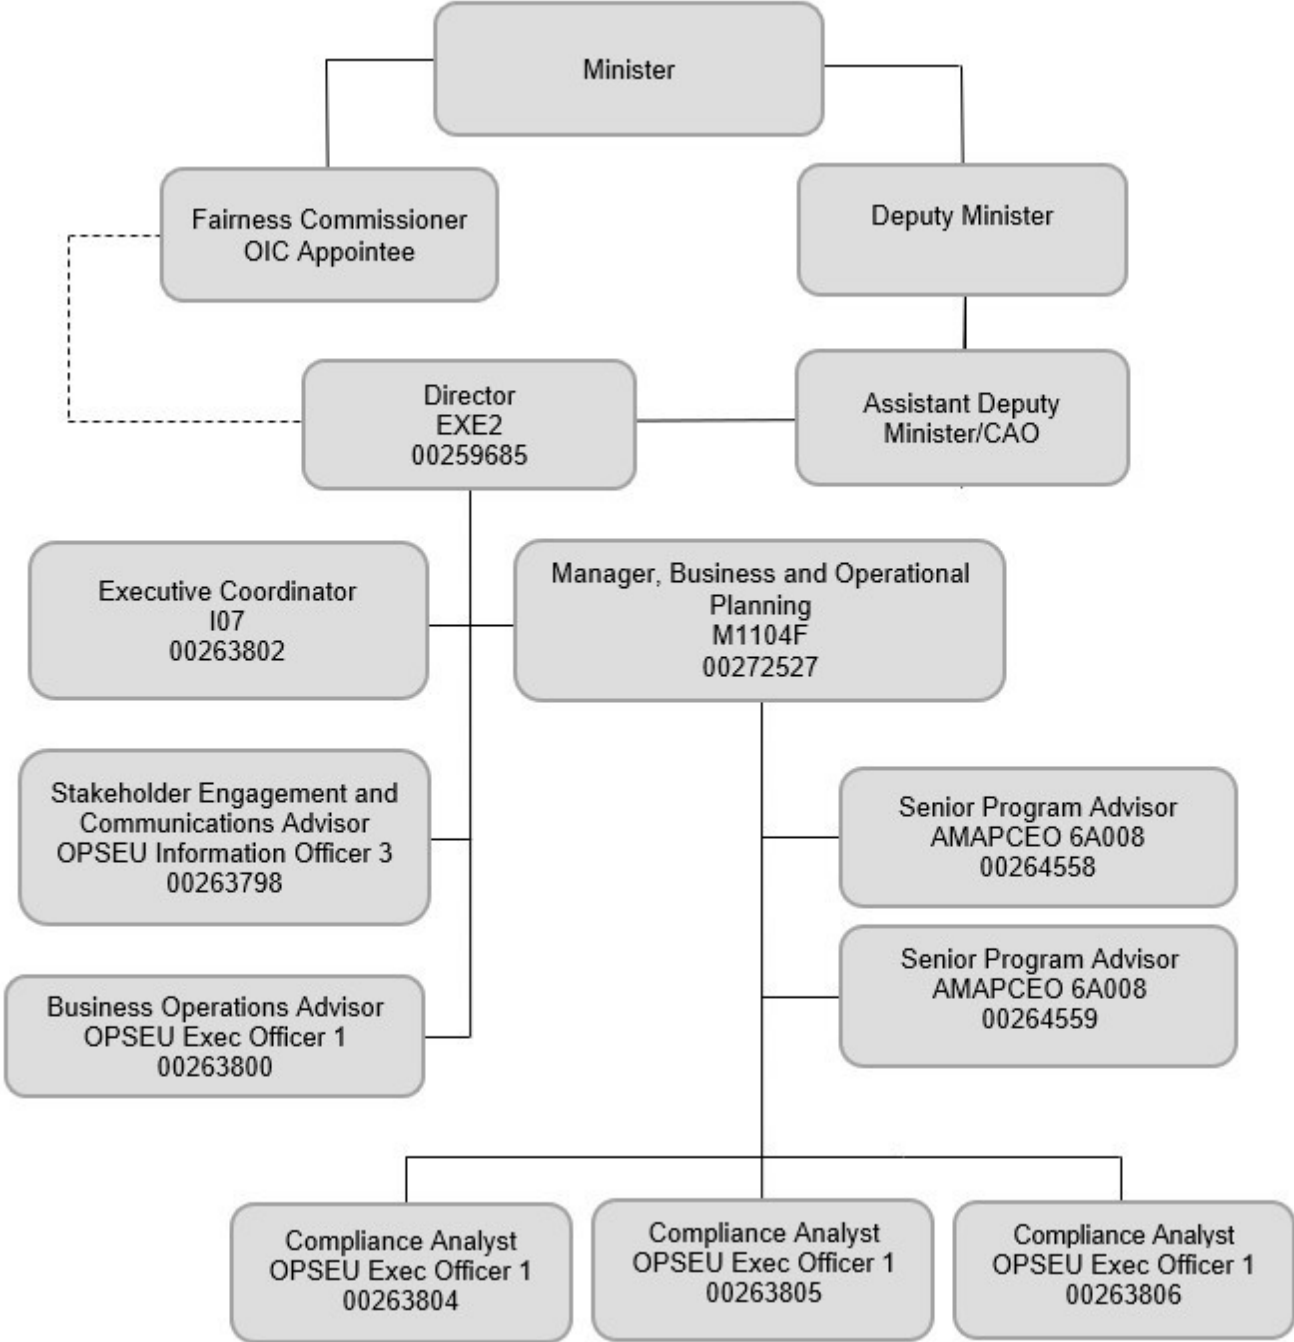 Minister
Fairness Commissioner
OIC Appointee
Deputy Minister
Director
EXE2
00259685
Assistant Deputy
Minister/CAO
Executive Coordinator
I07
00263802
Manager, Business and Operational
Planning
M1104F
00272527
Stakeholder Engagement and
Communications Advisor
OPSEU Information Officer 3
00263798
Senior Program Advisor
AMAPCEO 6A008
00264558
Senior Program Advisor
AMAPCEO 6A008
00264559
Business Operations Advisor
OPSEU Exec Officer 1
00263800
Compliance Analyst
OPSEU Exec Officer 1
00263804
Compliance Analyst
OPSEU Exec Officer 1
00263805
Compliance Analyst
OPSEU Exec Officer 1
00263806